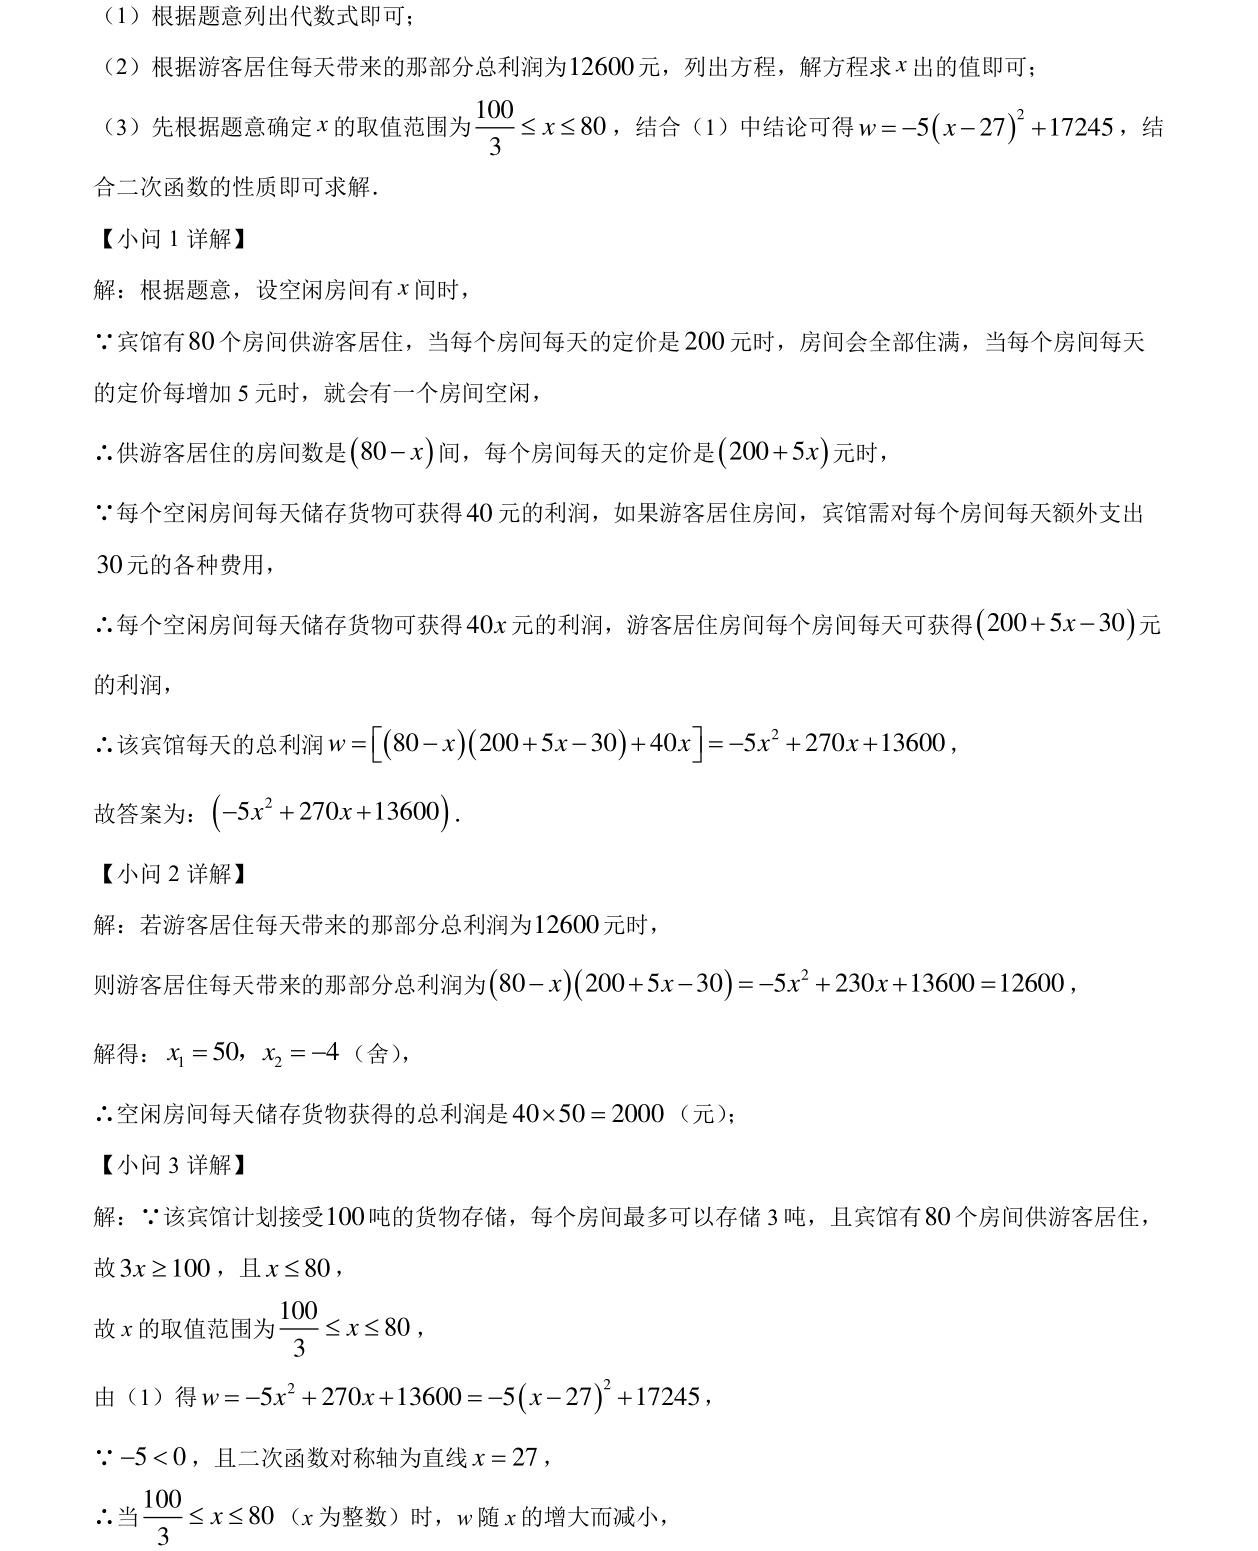 （1）根据题意列出代数式即可；
（2）根据游客居住每天带来的那部分总利润为12600元，列出方程，解方程求 x 出的值即可；
（3）先根据题意确定 x 的取值范围为 100/3 ≤ x ≤ 80，结合（1）中结论可得 w = −5(x − 27)² + 17245，结
合二次函数的性质即可求解．
【小问 1 详解】
解：根据题意，设空闲房间有 x 间时，
∵宾馆有80个房间供游客居住，当每个房间每天的定价是200元时，房间会全部住满，当每个房间每天
的定价每增加 5 元时，就会有一个房间空闲，
∴供游客居住的房间数是(80 − x)间，每个房间每天的定价是(200 + 5x)元时，
∵每个空闲房间每天储存货物可获得40元的利润，如果游客居住房间，宾馆需对每个房间每天额外支出
30元的各种费用，
∴每个空闲房间每天储存货物可获得40x元的利润，游客居住房间每个房间每天可获得(200 + 5x − 30)元
的利润，
∴该宾馆每天的总利润 w = [(80 − x)(200 + 5x − 30) + 40x] = −5x² + 270x + 13600，
故答案为：(−5x² + 270x + 13600)．
【小问 2 详解】
解：若游客居住每天带来的那部分总利润为12600元时，
则游客居住每天带来的那部分总利润为(80 − x)(200 + 5x − 30) = −5x² + 230x + 13600 = 12600，
解得：x₁ = 50，x₂ = −4（舍），
∴空闲房间每天储存货物获得的总利润是40×50 = 2000（元）；
【小问 3 详解】
解：∵该宾馆计划接受100吨的货物存储，每个房间最多可以存储 3 吨，且宾馆有80个房间供游客居住，
故3x ≥ 100，且 x ≤ 80，
故 x 的取值范围为 100/3 ≤ x ≤ 80，
由（1）得 w = −5x² + 270x + 13600 = −5(x − 27)² + 17245，
∵−5 < 0，且二次函数对称轴为直线 x = 27，
∴当 100/3 ≤ x ≤ 80（x 为整数）时，w 随 x 的增大而减小，